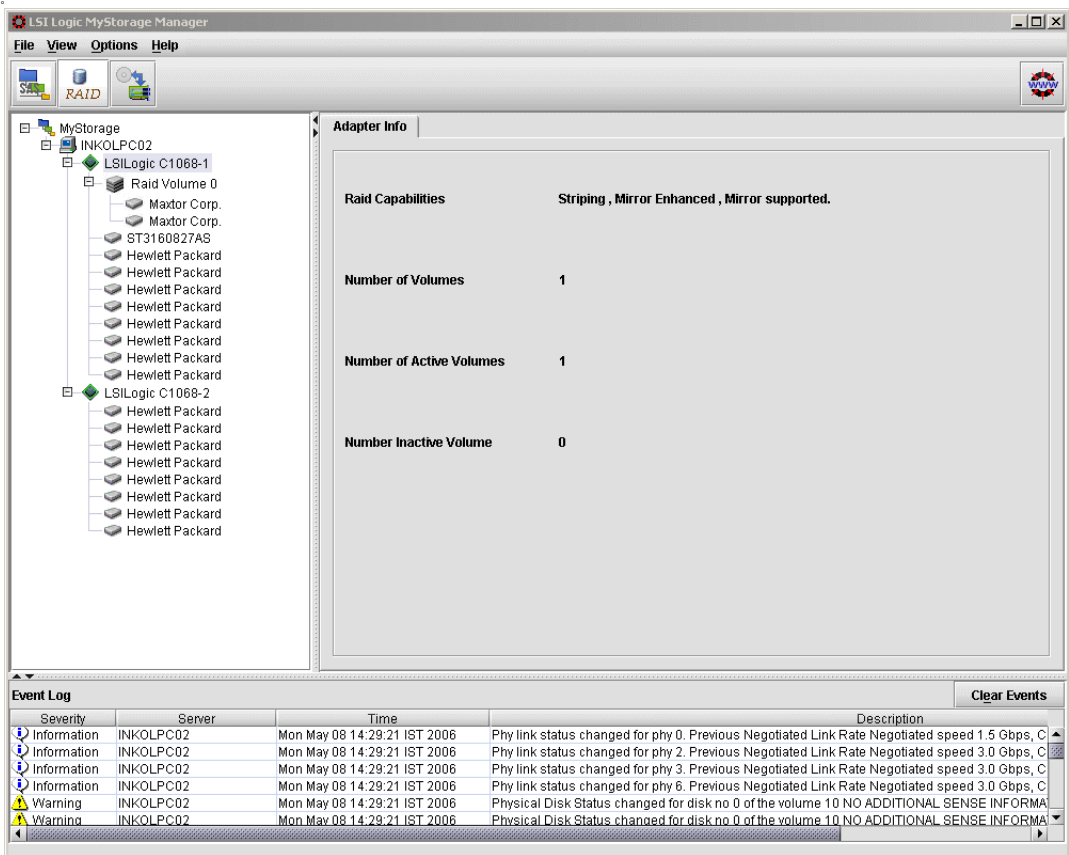 LSI Logic MyStorage Manager
File View Options Help
SAS RAID WWW
MyStorage
INKOLPC02
LSILogic C1068-1
Raid Volume 0
Maxtor Corp.
Maxtor Corp.
ST3160827AS
Hewlett Packard
Hewlett Packard
Hewlett Packard
Hewlett Packard
Hewlett Packard
Hewlett Packard
Hewlett Packard
Hewlett Packard
LSILogic C1068-2
Hewlett Packard
Hewlett Packard
Hewlett Packard
Hewlett Packard
Hewlett Packard
Hewlett Packard
Hewlett Packard
Hewlett Packard
Adapter Info
Raid Capabilities Striping , Mirror Enhanced , Mirror supported.
Number of Volumes 1
Number of Active Volumes 1
Number Inactive Volume 0
Event Log Clear Events
Severity Server Time Description
Information INKOLPC02 Mon May 08 14:29:21 IST 2006 Phy link status changed for phy 0. Previous Negotiated Link Rate Negotiated speed 1.5 Gbps, C
Information INKOLPC02 Mon May 08 14:29:21 IST 2006 Phy link status changed for phy 2. Previous Negotiated Link Rate Negotiated speed 3.0 Gbps, C
Information INKOLPC02 Mon May 08 14:29:21 IST 2006 Phy link status changed for phy 3. Previous Negotiated Link Rate Negotiated speed 3.0 Gbps, C
Information INKOLPC02 Mon May 08 14:29:21 IST 2006 Phy link status changed for phy 6. Previous Negotiated Link Rate Negotiated speed 3.0 Gbps, C
Warning INKOLPC02 Mon May 08 14:29:21 IST 2006 Physical Disk Status changed for disk no 0 of the volume 10 NO ADDITIONAL SENSE INFORMA
Warning INKOLPC02 Mon May 08 14:29:21 IST 2006 Physical Disk Status changed for disk no 0 of the volume 10 NO ADDITIONAL SENSE INFORMA